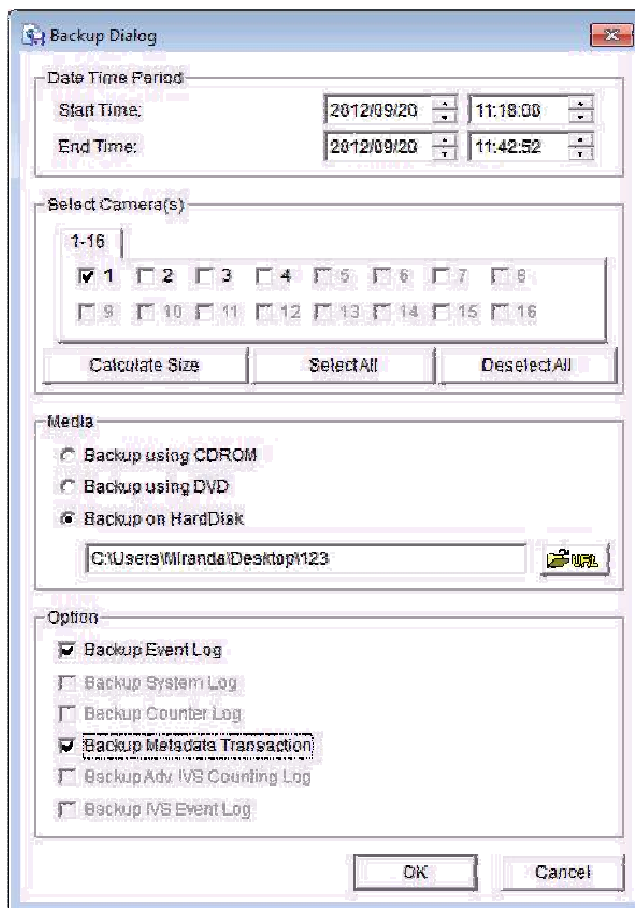 Backup Dialog
Date Time Period
Start Time: 2012/09/20 11:18:08
End Time: 2012/09/20 11:42:52
Select Camera(s)
1-16
1 2 3 4 5 6 7 8
9 10 11 12 13 14 15 16
Calculate Size Select All Deselect All
Media
Backup using CDROM
Backup using DVD
Backup on HardDisk
C:\Users\Miranda\Desktop\123
URL
Option
Backup Event Log
Backup System Log
Backup Counter Log
Backup Metadata Transaction
Backup Adv IVS Counting Log
Backup IVS Event Log
OK Cancel